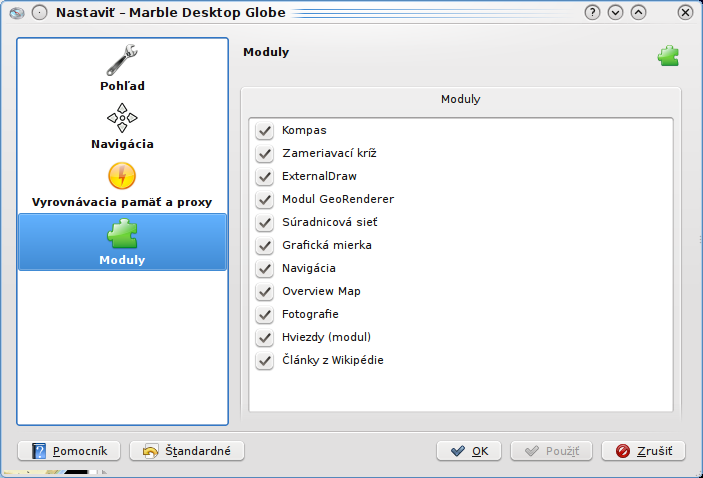 Nastaviť – Marble Desktop Globe
Pohľad
Navigácia
Vyrovnávacia pamäť a proxy
Moduly
Moduly
Moduly
Kompas
Zameriavací kríž
ExternalDraw
Modul GeoRenderer
Súradnicová sieť
Grafická mierka
Navigácia
Overview Map
Fotografie
Hviezdy (modul)
Články z Wikipédie
Pomocník
Štandardné
OK
Použiť
Zrušiť